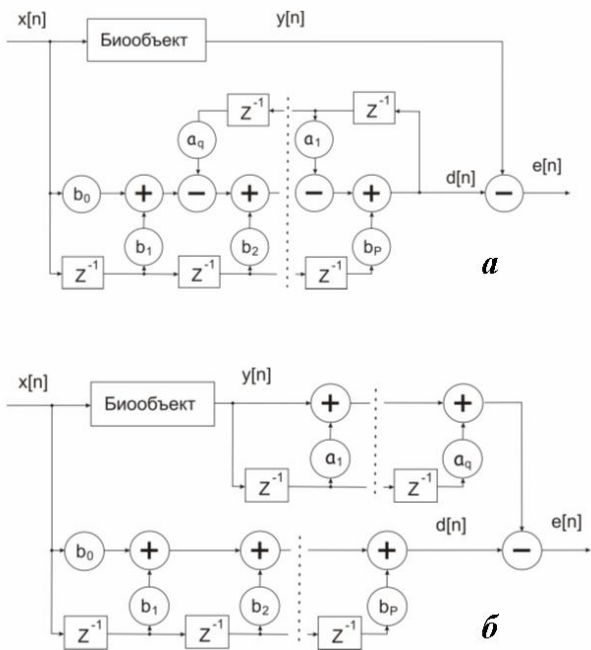 x[n] y[n]
Биообъект
Z⁻¹ Z⁻¹
a_q a₁
d[n] e[n]
b₀ + − + − + −
b₁ b₂ b_P
Z⁻¹ Z⁻¹ Z⁻¹
а
x[n] y[n]
Биообъект + +
a₁ a_q
Z⁻¹ Z⁻¹
d[n] e[n]
b₀ + + + −
b₁ b₂ b_P
Z⁻¹ Z⁻¹ Z⁻¹
б